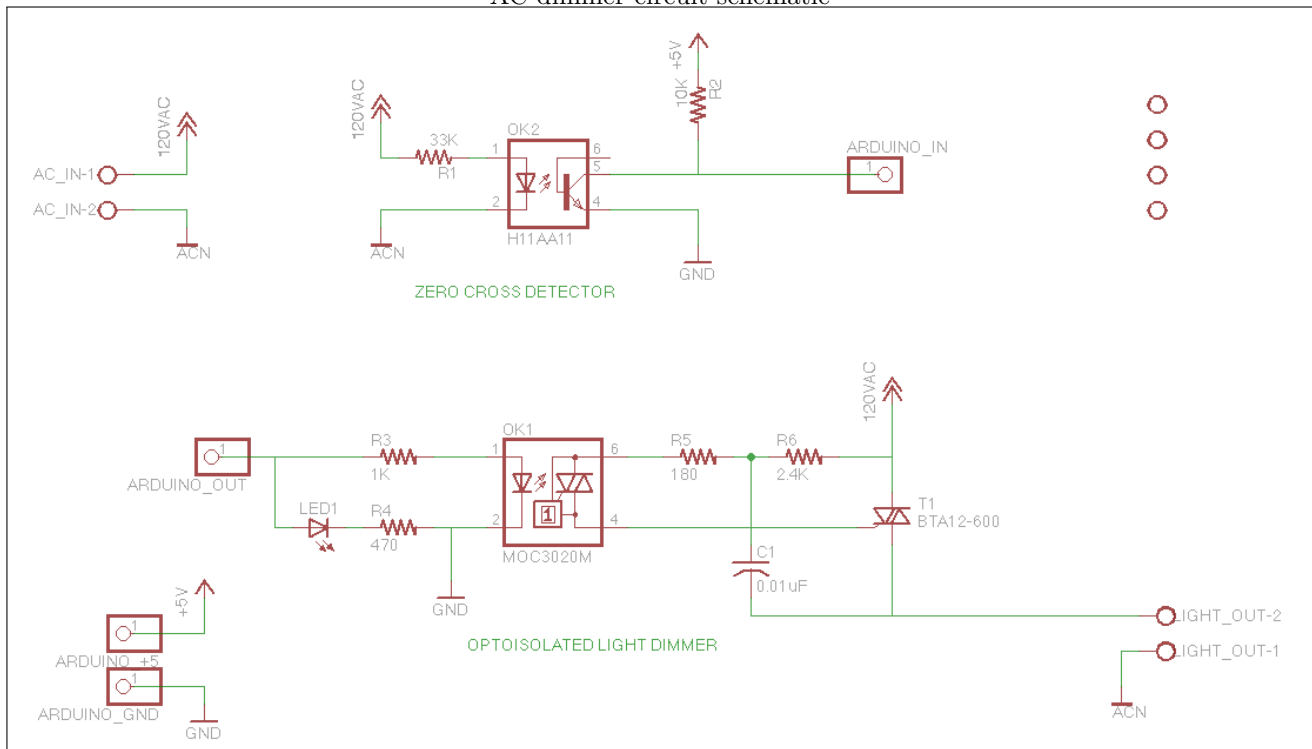 AC dimmer circuit schematic
AC_IN-1
AC_IN-2
120VAC
ACN
120VAC
33K
R1
ACN
OK2
1
2
6
5
4
H11AA11
+5V
10K
R2
GND
ARDUINO_IN
1
ZERO CROSS DETECTOR
1
ARDUINO_OUT
R3
1K
LED1
R4
470
GND
OK1
1
2
6
4
1
MOC3020M
R5
180
R6
2.4K
120VAC
T1
BTA12-600
C1
0.01uF
OPTOISOLATED LIGHT DIMMER
LIGHT_OUT-2
LIGHT_OUT-1
ACN
+5V
1
ARDUINO_+5
1
ARDUINO_GND
GND